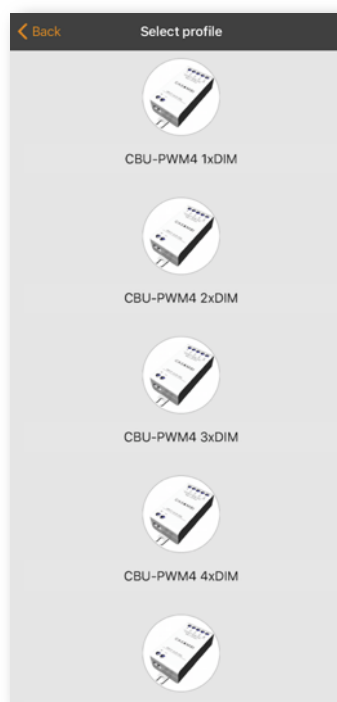 Back
Select profile
CBU-PWM4 1xDIM
CBU-PWM4 2xDIM
CBU-PWM4 3xDIM
CBU-PWM4 4xDIM